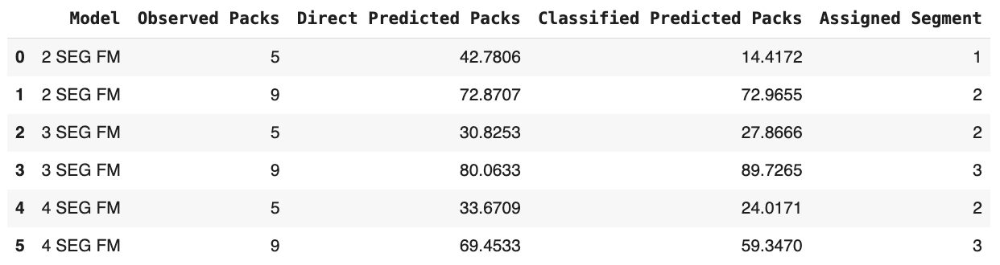 Model Observed Packs Direct Predicted Packs Classified Predicted Packs Assigned Segment
0 2 SEG FM 5 42.7806 14.4172 1
1 2 SEG FM 9 72.8707 72.9655 2
2 3 SEG FM 5 30.8253 27.8666 2
3 3 SEG FM 9 80.0633 89.7265 3
4 4 SEG FM 5 33.6709 24.0171 2
5 4 SEG FM 9 69.4533 59.3470 3